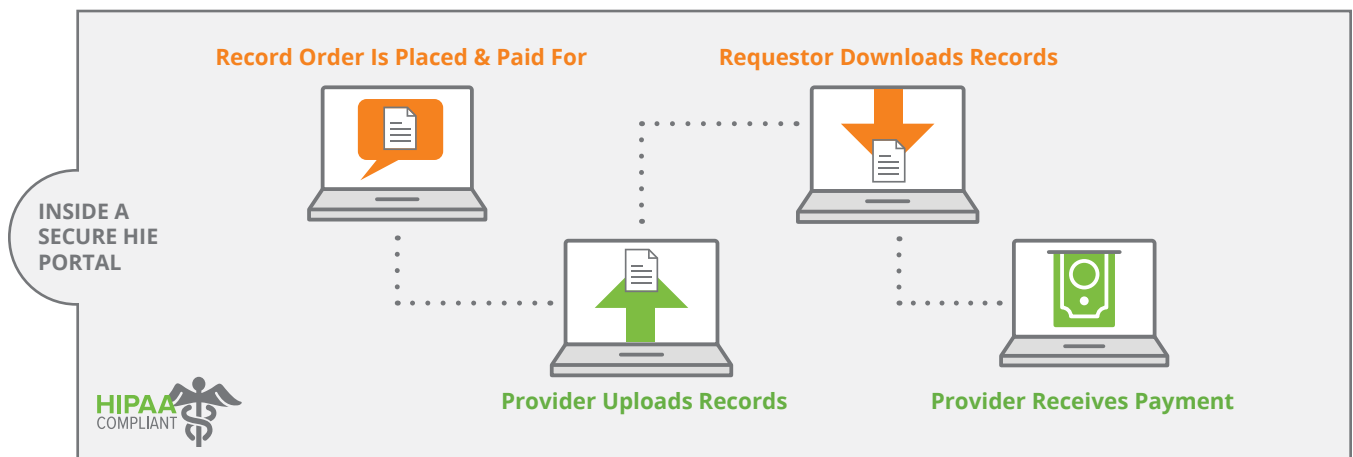 Record Order Is Placed & Paid For
Requestor Downloads Records
INSIDE A
SECURE HIE
PORTAL
Provider Uploads Records
Provider Receives Payment
HIPAA
COMPLIANT